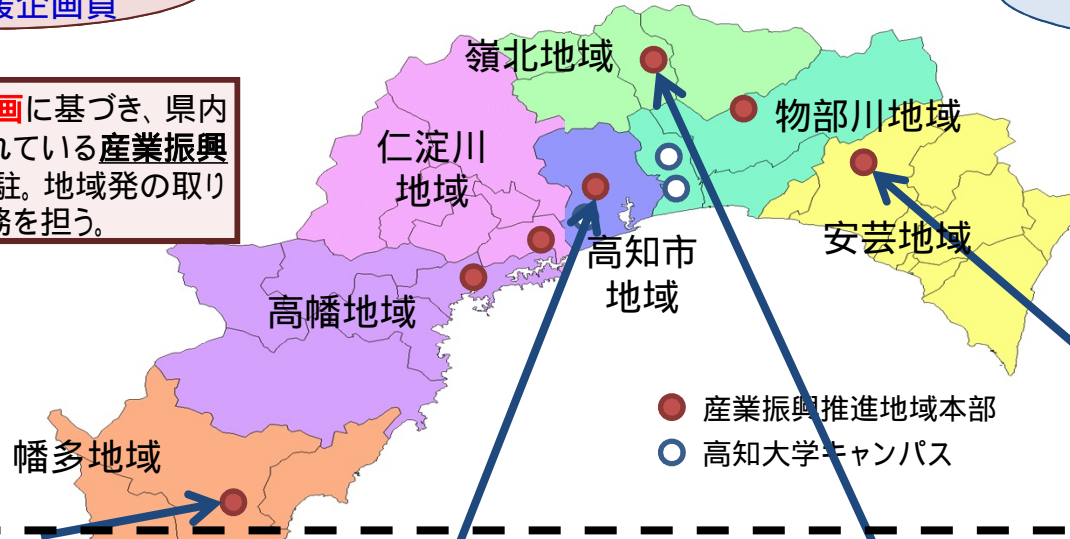 援企画員
画に基づき、県内
れている産業振興
駐。地域発の取り
務を担う。
嶺北地域
物部川地域
仁淀川
地域
安芸地域
高知市
地域
高幡地域
産業振興推進地域本部
高知大学キャンパス
幡多地域